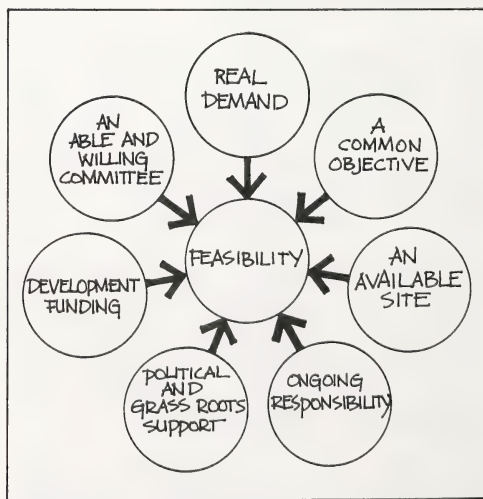 REAL
DEMAND
AN
ABLE AND
WILLING
COMMITTEE
A
COMMON
OBJECTIVE
FEASIBILITY
DEVELOPMENT
FUNDING
AN
AVAILABLE
SITE
POLITICAL
AND
GRASS ROOTS
SUPPORT
ONGOING
RESPONSIBILITY